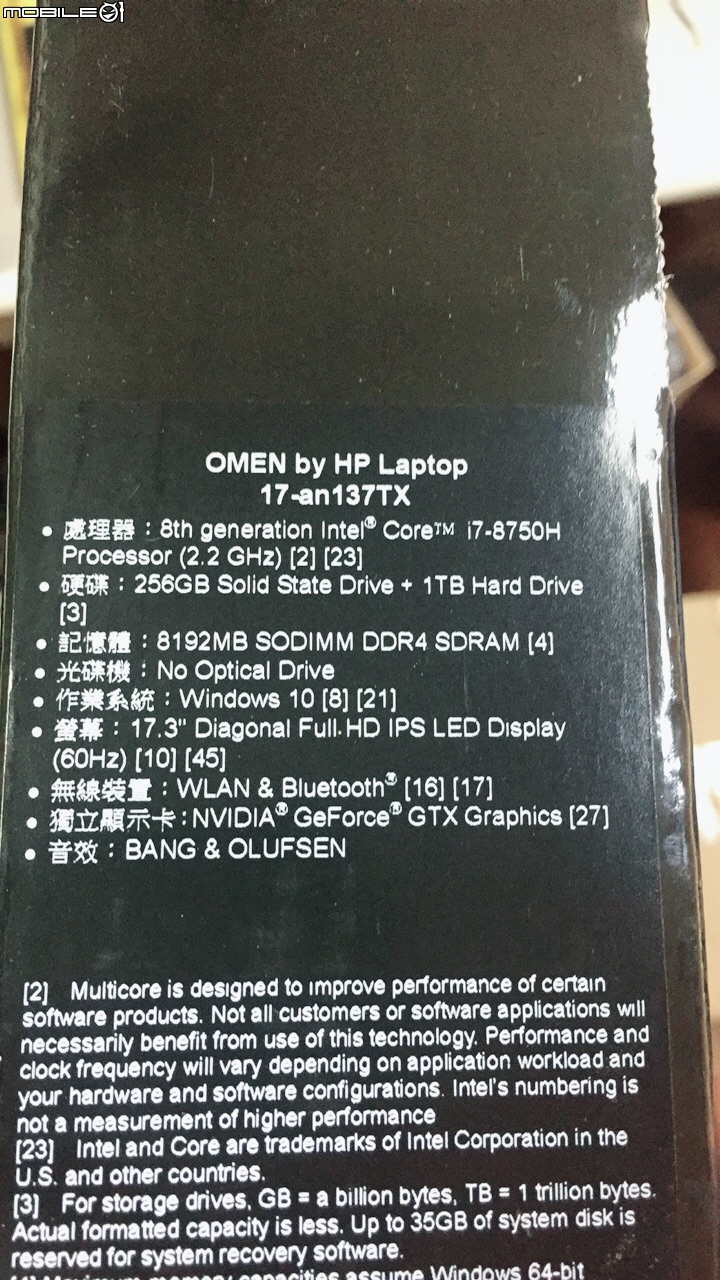 MOBILE01
OMEN by HP Laptop
17-an137TX
• 處理器：8th generation Intel® Core™ i7-8750H
Processor (2.2 GHz) [2] [23]
• 硬碟：256GB Solid State Drive + 1TB Hard Drive
[3]
• 記憶體：8192MB SODIMM DDR4 SDRAM [4]
• 光碟機：No Optical Drive
• 作業系統：Windows 10 [8] [21]
• 螢幕：17.3" Diagonal Full HD IPS LED Display
(60Hz) [10] [45]
• 無線裝置：WLAN & Bluetooth® [16] [17]
• 獨立顯示卡：NVIDIA® GeForce® GTX Graphics [27]
• 音效：BANG & OLUFSEN
[2] Multicore is designed to improve performance of certain
software products. Not all customers or software applications will
necessarily benefit from use of this technology. Performance and
clock frequency will vary depending on application workload and
your hardware and software configurations. Intel's numbering is
not a measurement of higher performance
[23] Intel and Core are trademarks of Intel Corporation in the
U.S. and other countries.
[3] For storage drives, GB = a billion bytes, TB = 1 trillion bytes.
Actual formatted capacity is less. Up to 35GB of system disk is
reserved for system recovery software.
[4] Maximum memory capacities assume Windows 64-bit